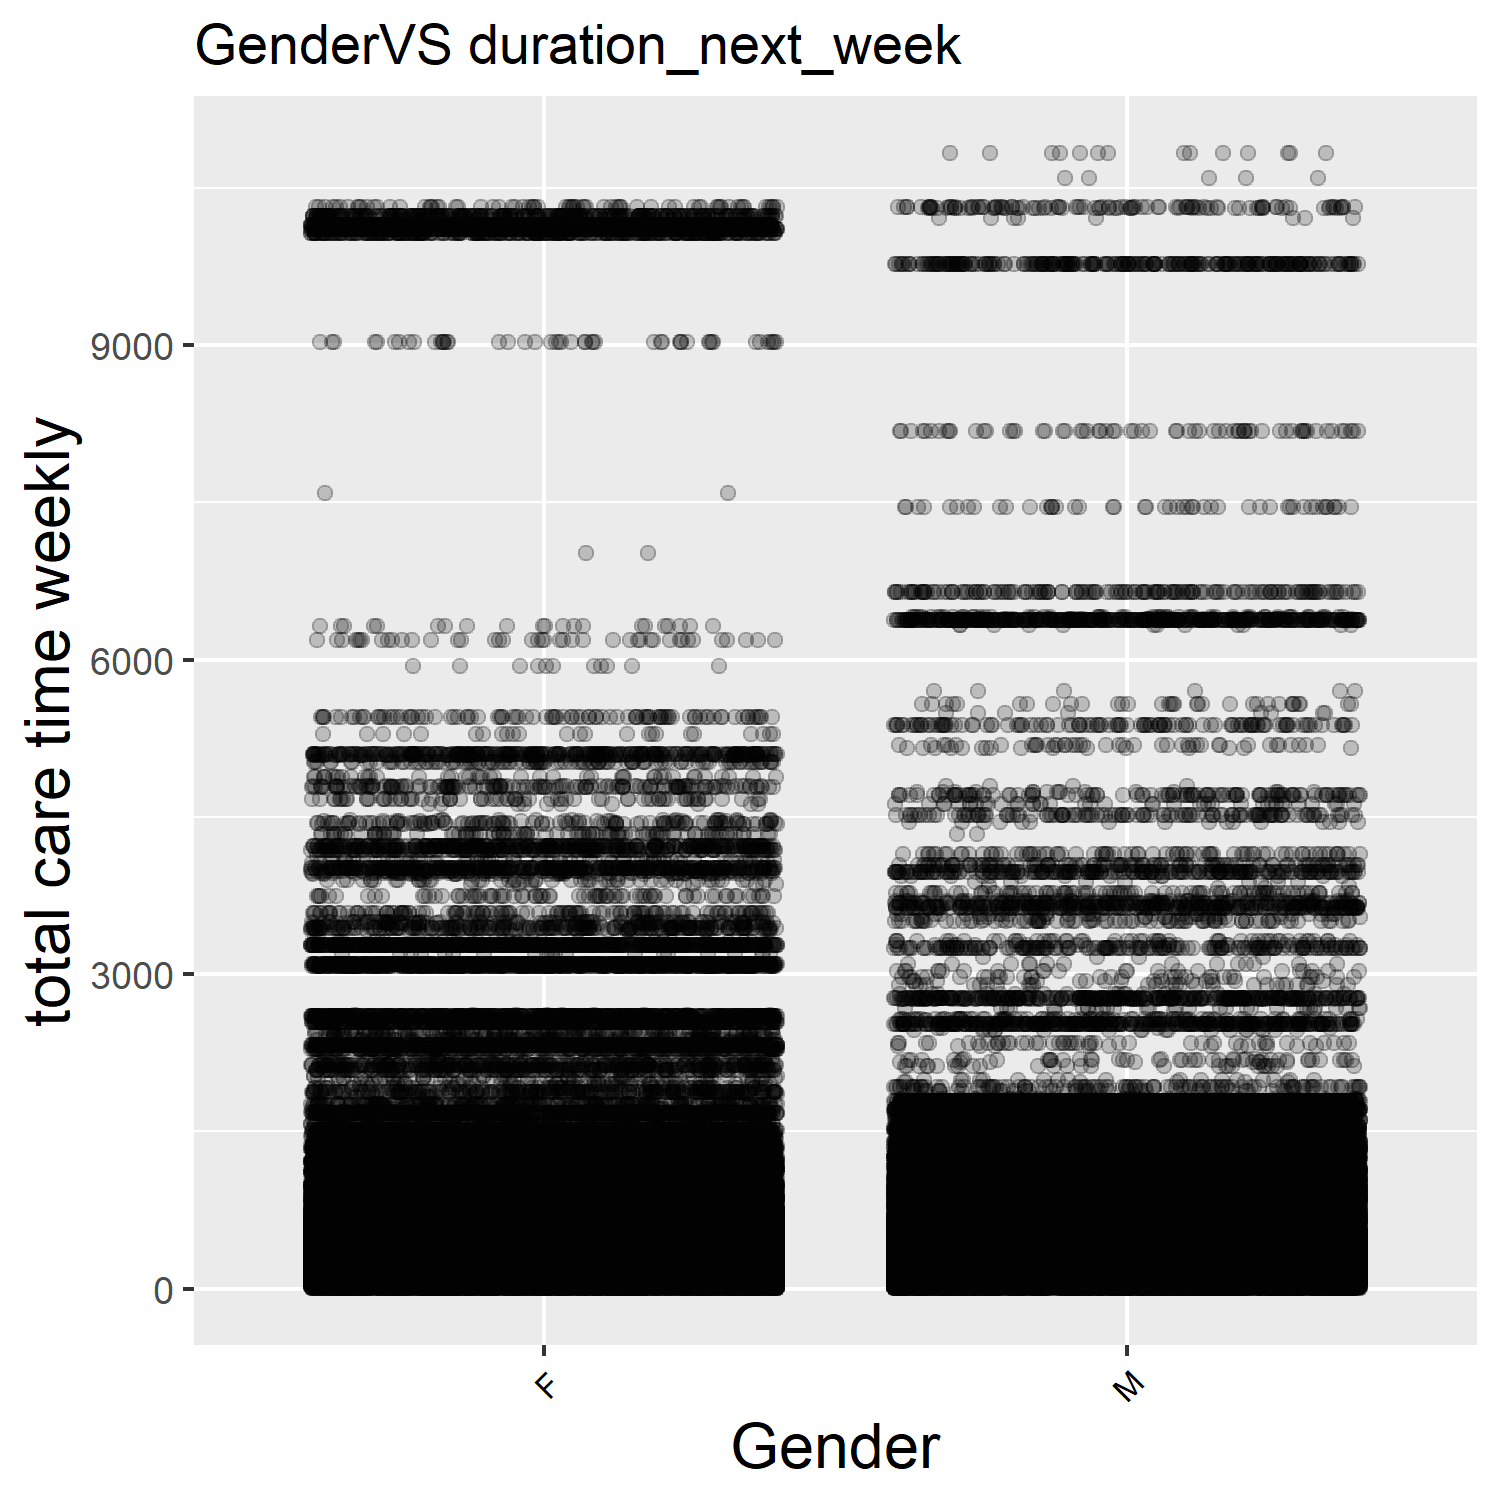 GenderVS duration_next_week
total care time weekly
9000
6000
3000
0
F
M
Gender